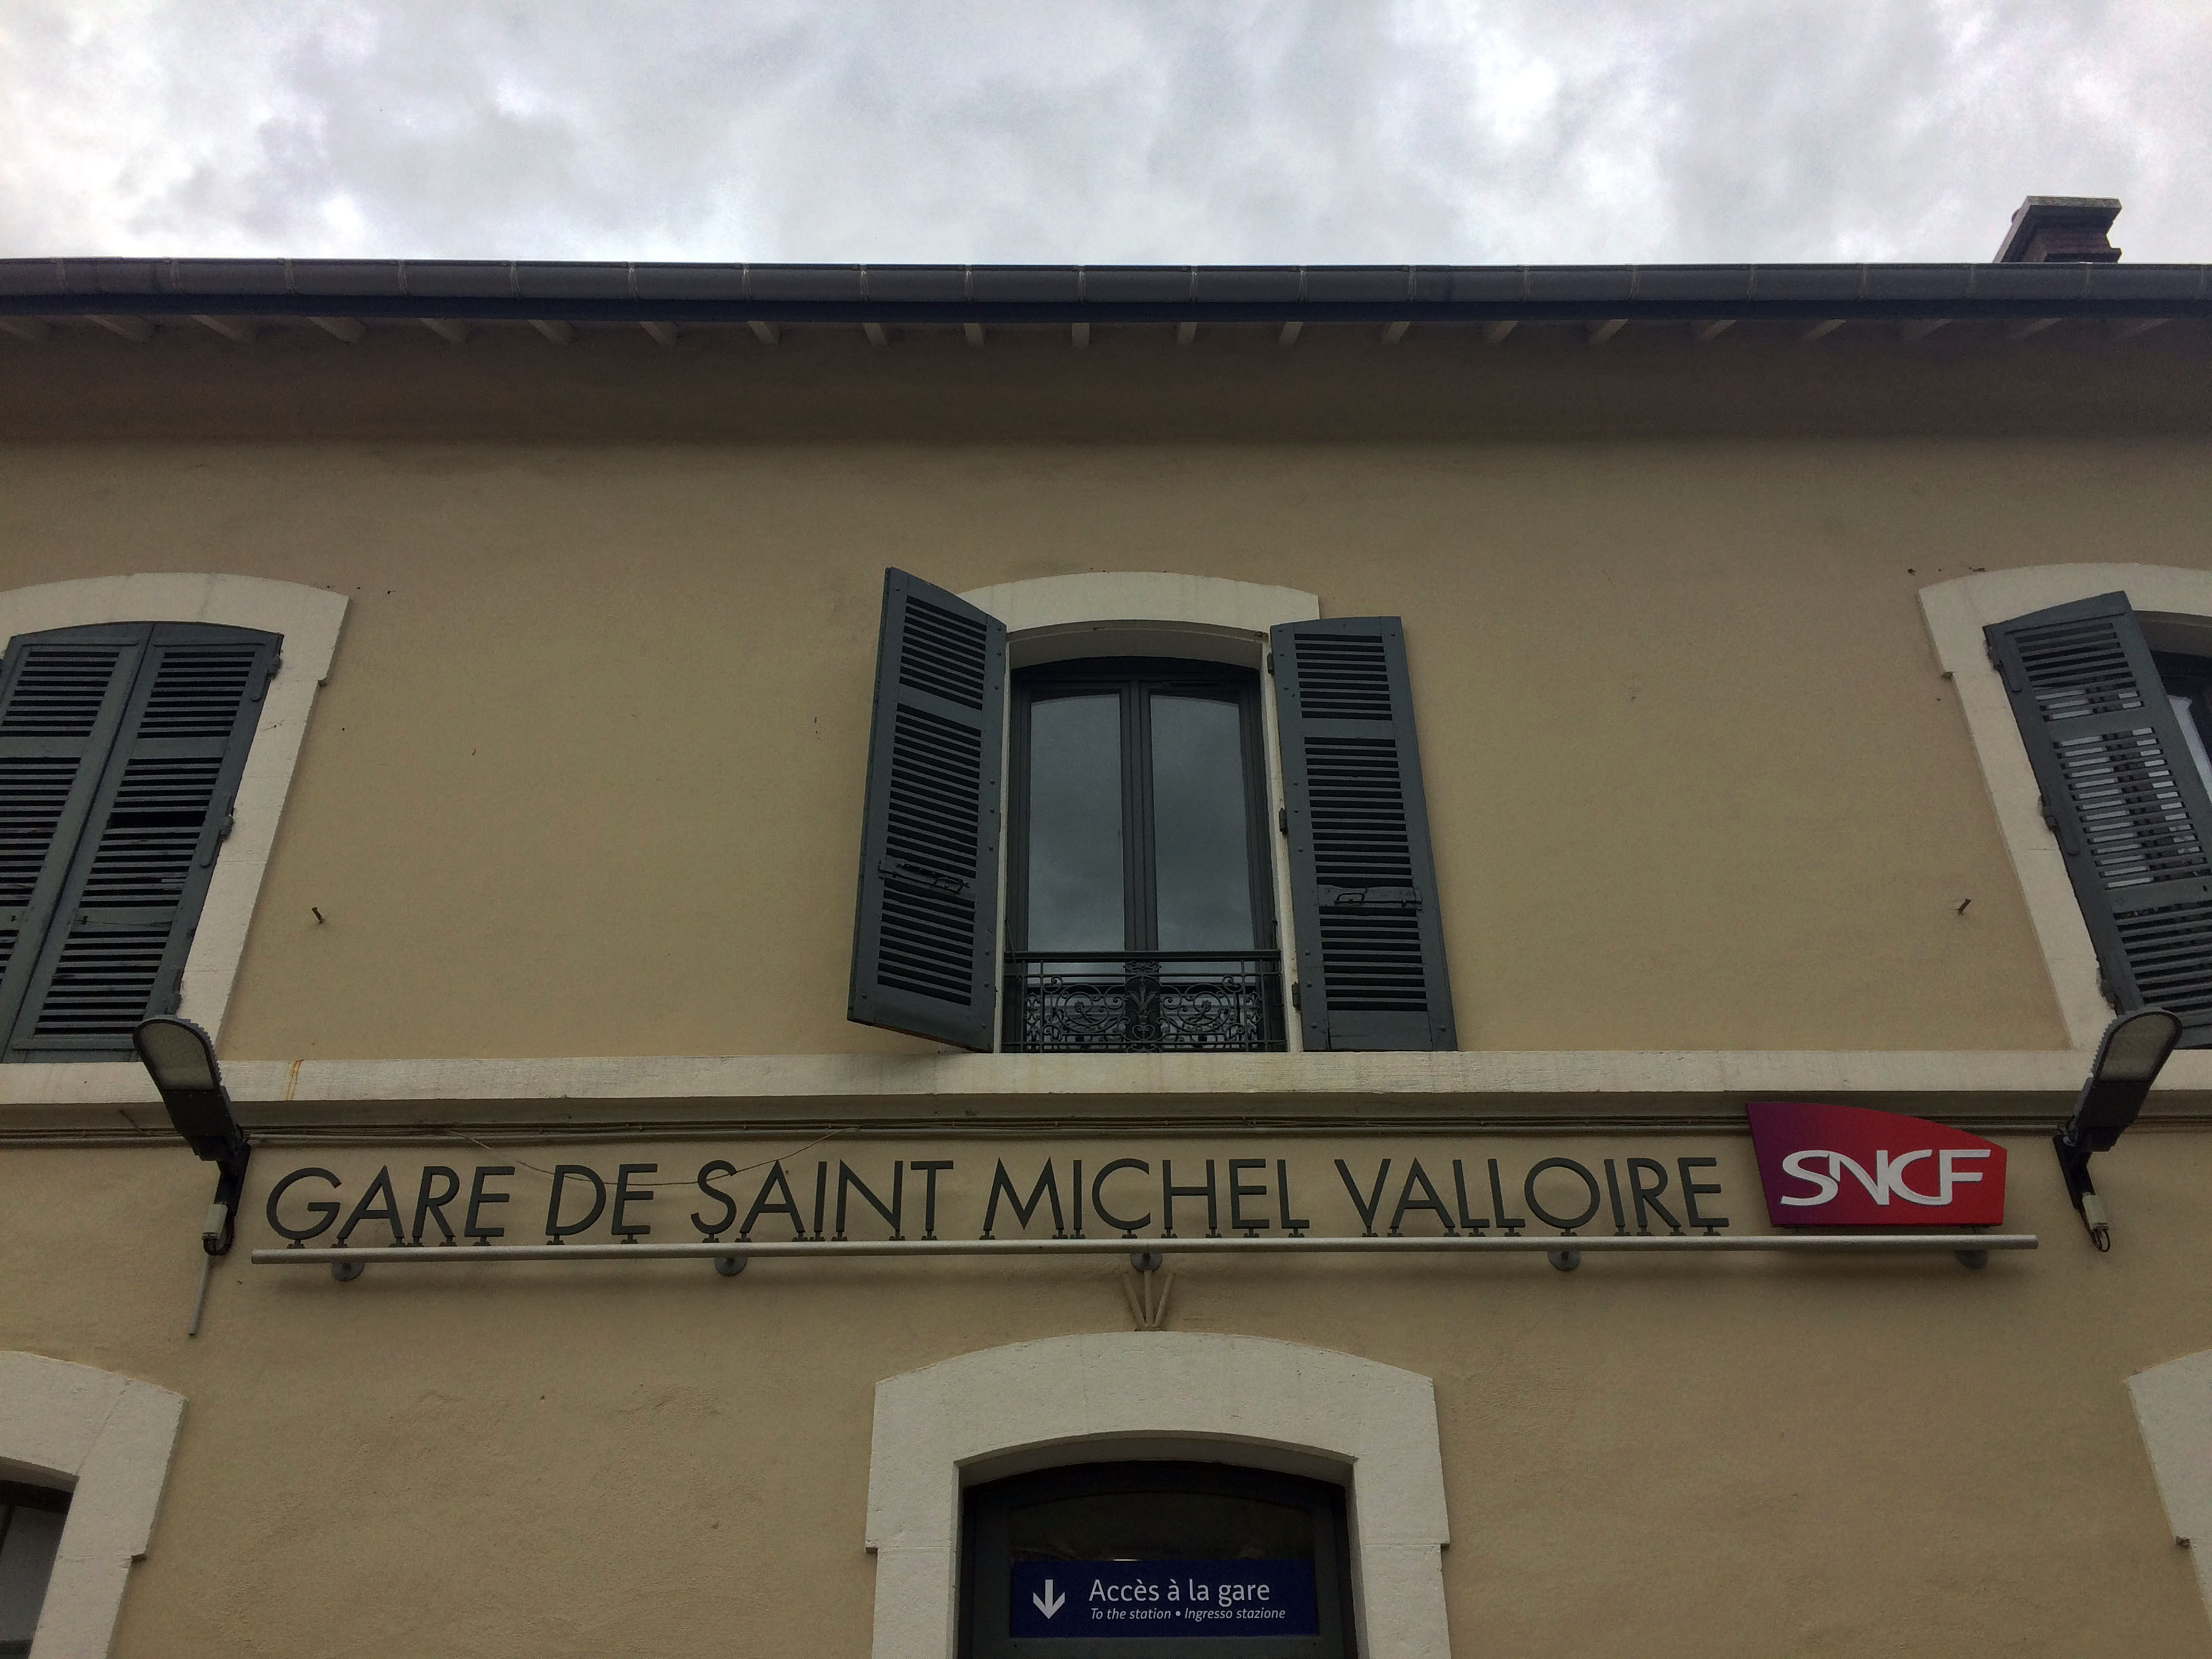 GARE DE SAINT MICHEL VALLOIRE SNCF
Accès à la gare
To the station • Ingresso stazione